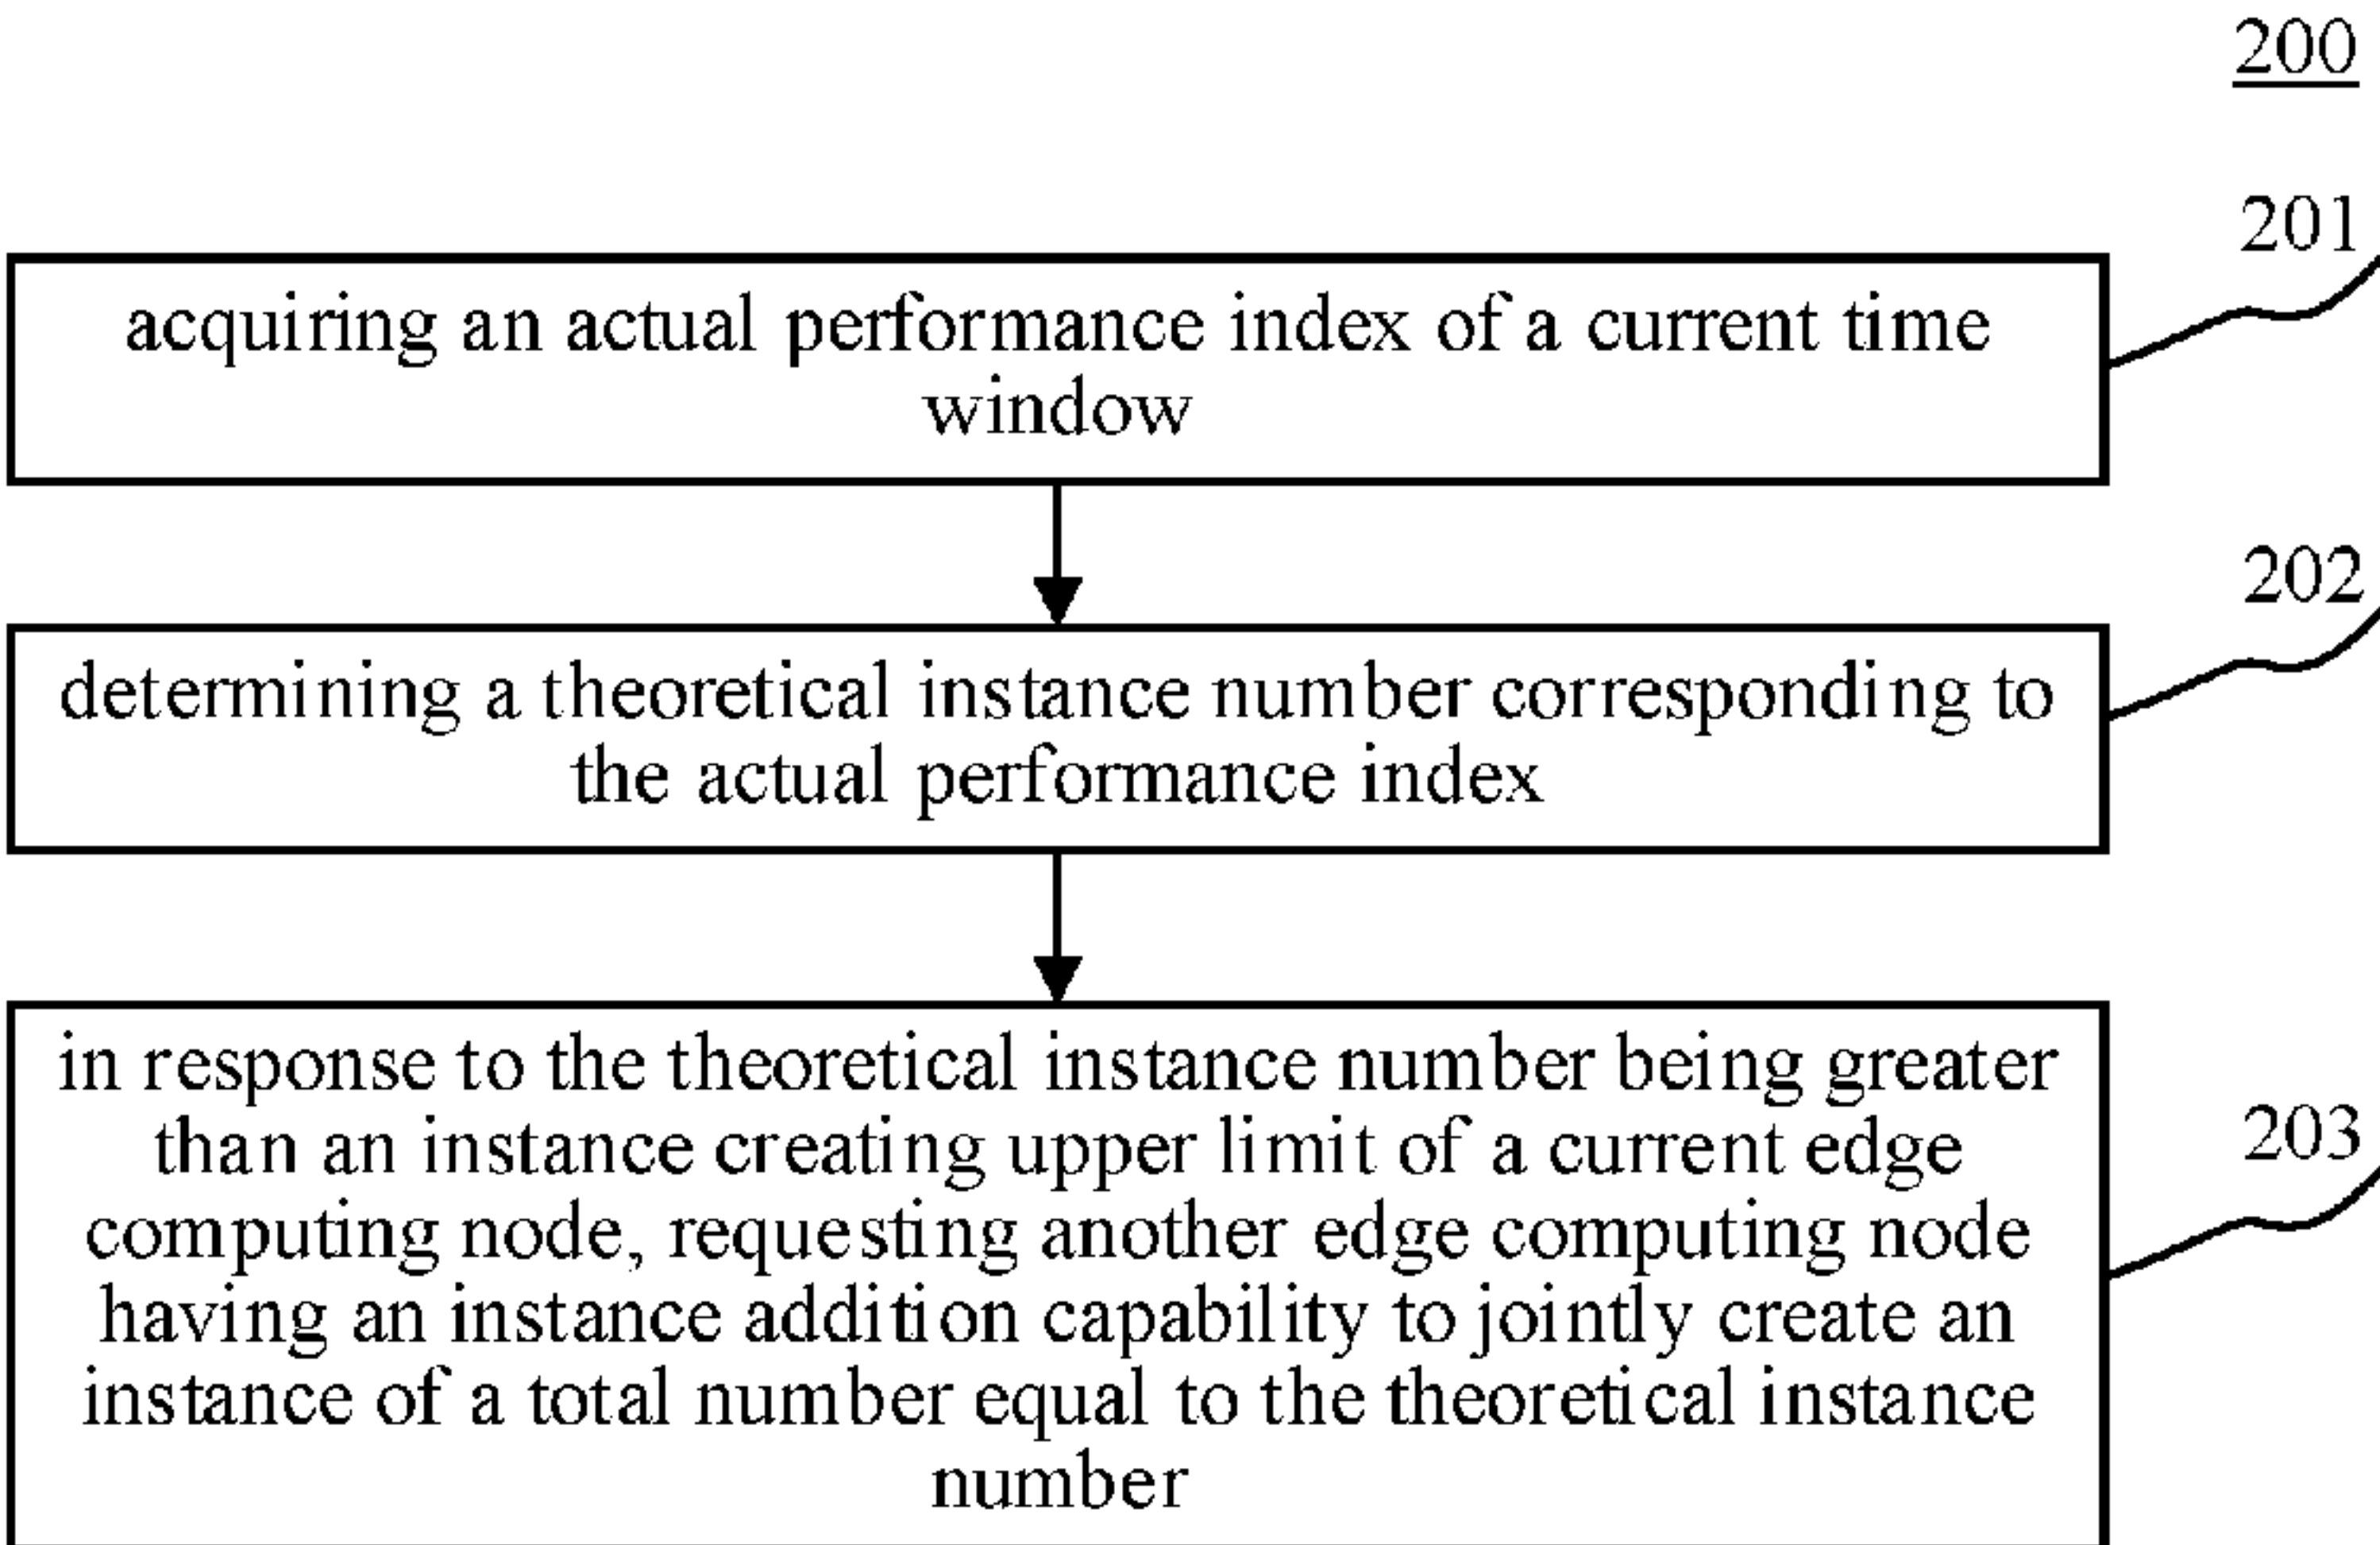 200
201
acquiring an actual performance index of a current time
window
202
determining a theoretical instance number corresponding to
the actual performance index
in response to the theoretical instance number being greater
than an instance creating upper limit of a current edge
203
computing node, requesting another edge computing node
having an instance addition capability to jointly create an
instance of a total number equal to the theoretical instance
number